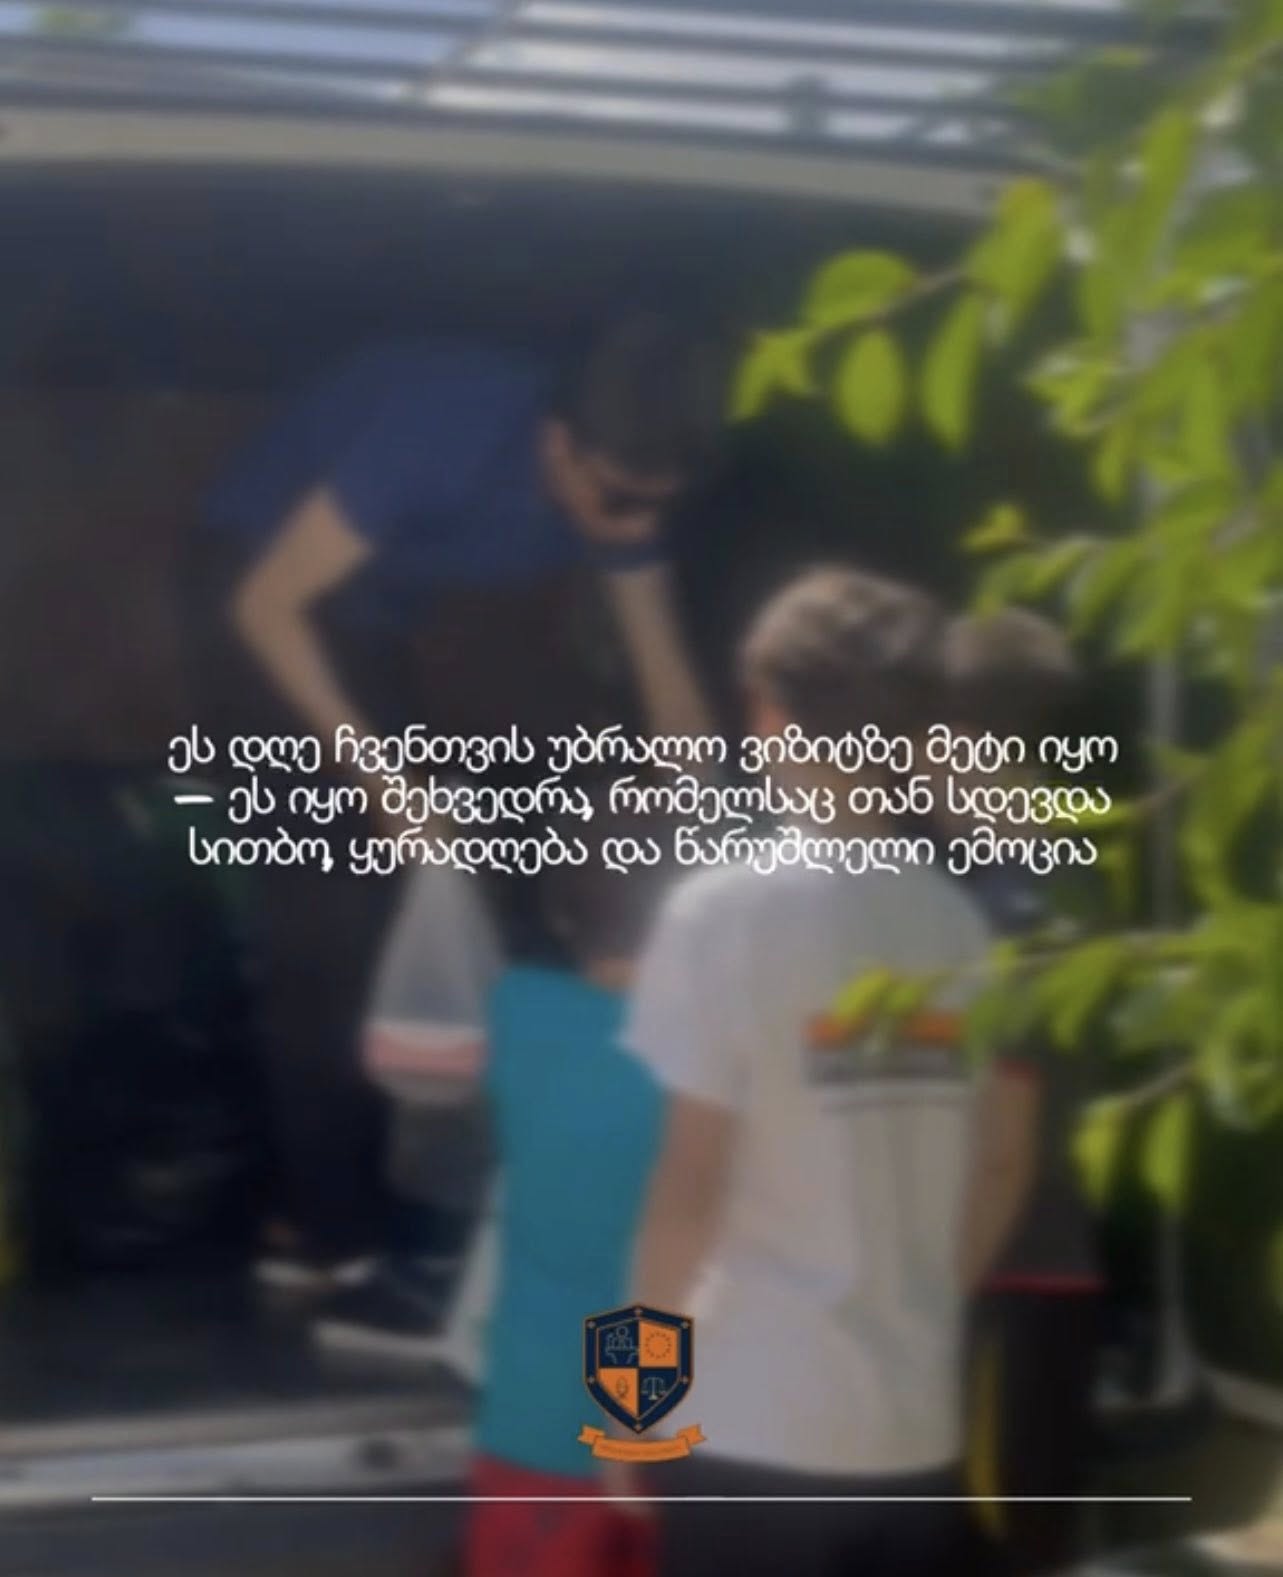 ეს დღე ჩვენთვის უბრალო ვიზიტზე მეტი იყო
— ეს იყო შეხვედრა, რომელსაც თან სდევდა
სითბო, ყურადღება და წარუშლელი ემოცია